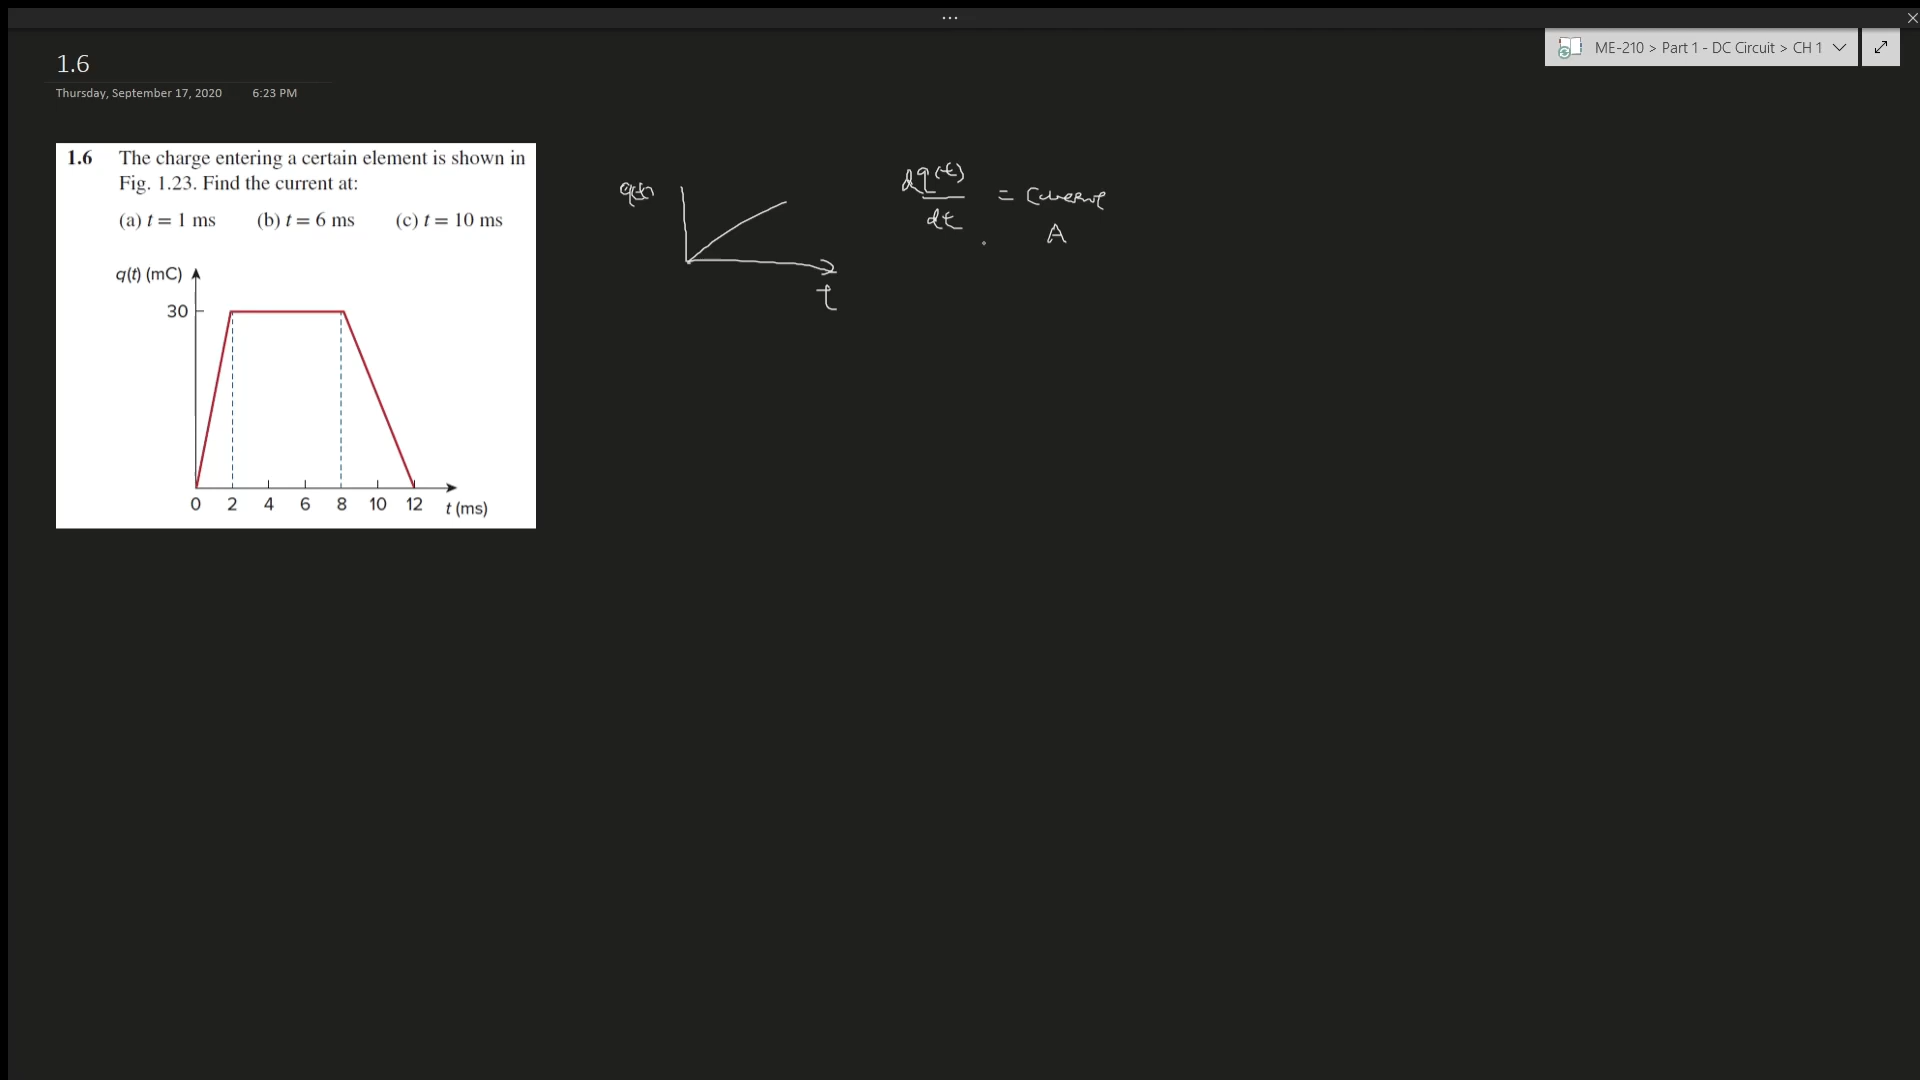 ...
ME-210 > Part 1 - DC Circuit > CH 1
1.6
Thursday, September 17, 2020 6:23 PM
1.6 The charge entering a certain element is shown in
Fig. 1.23. Find the current at:
(a) t = 1 ms (b) t = 6 ms (c) t = 10 ms
q(t) (mC)
30
0 2 4 6 8 10 12 t (ms)
q(t)
t
dq(t)
dt
= Current
A